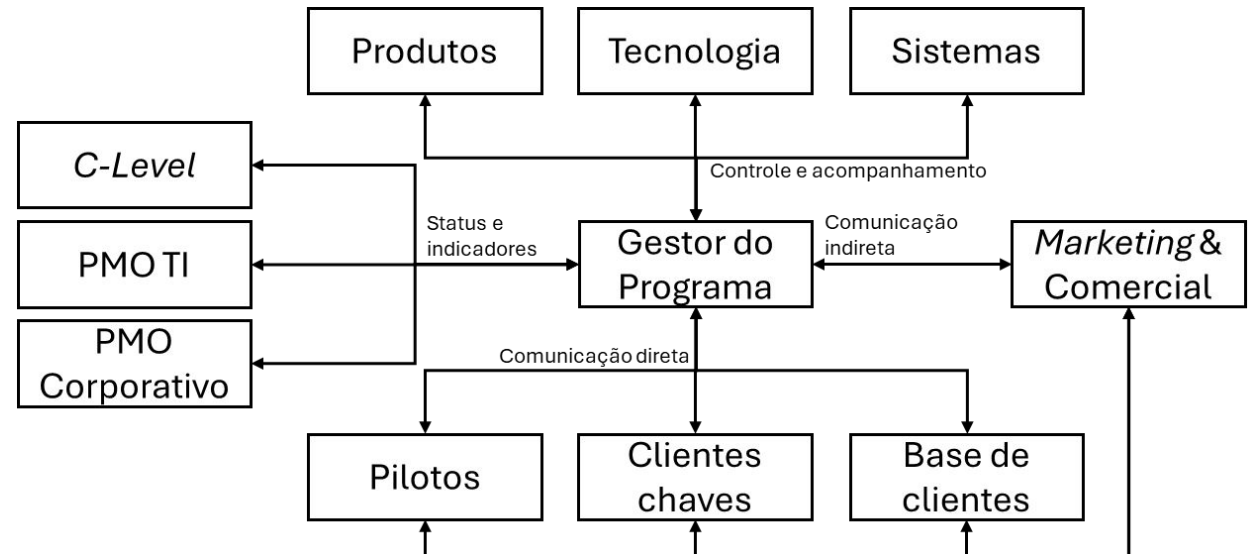 Produtos
Tecnologia
Sistemas
C-Level
Controle e acompanhamento
Status e
indicadores
PMO TI
Gestor do
Programa
Comunicação
indireta
Marketing &
Comercial
PMO
Corporativo
Comunicação direta
Pilotos
Clientes
chaves
Base de
clientes